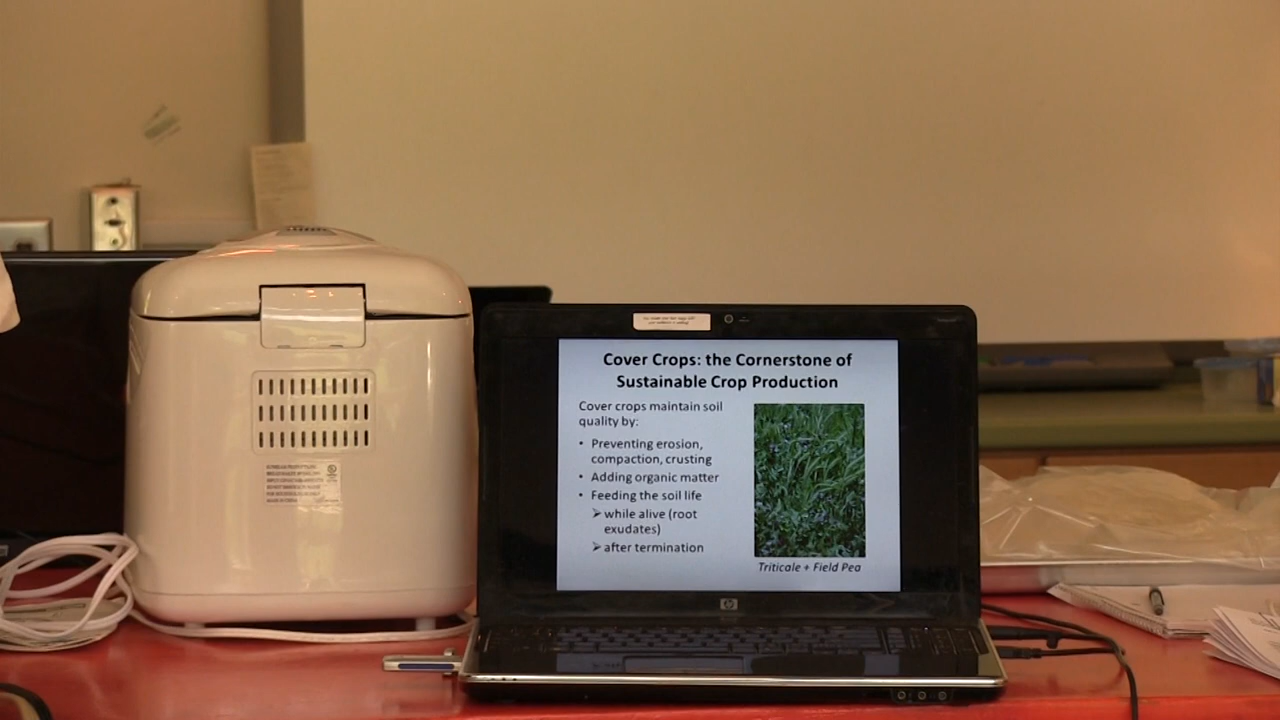 Cover Crops: the Cornerstone of
Sustainable Crop Production
Cover crops maintain soil
quality by:
• Preventing erosion,
compaction, crusting
• Adding organic matter
• Feeding the soil life
➢ while alive (root
exudates)
➢ after termination
Triticale + Field Pea
hp